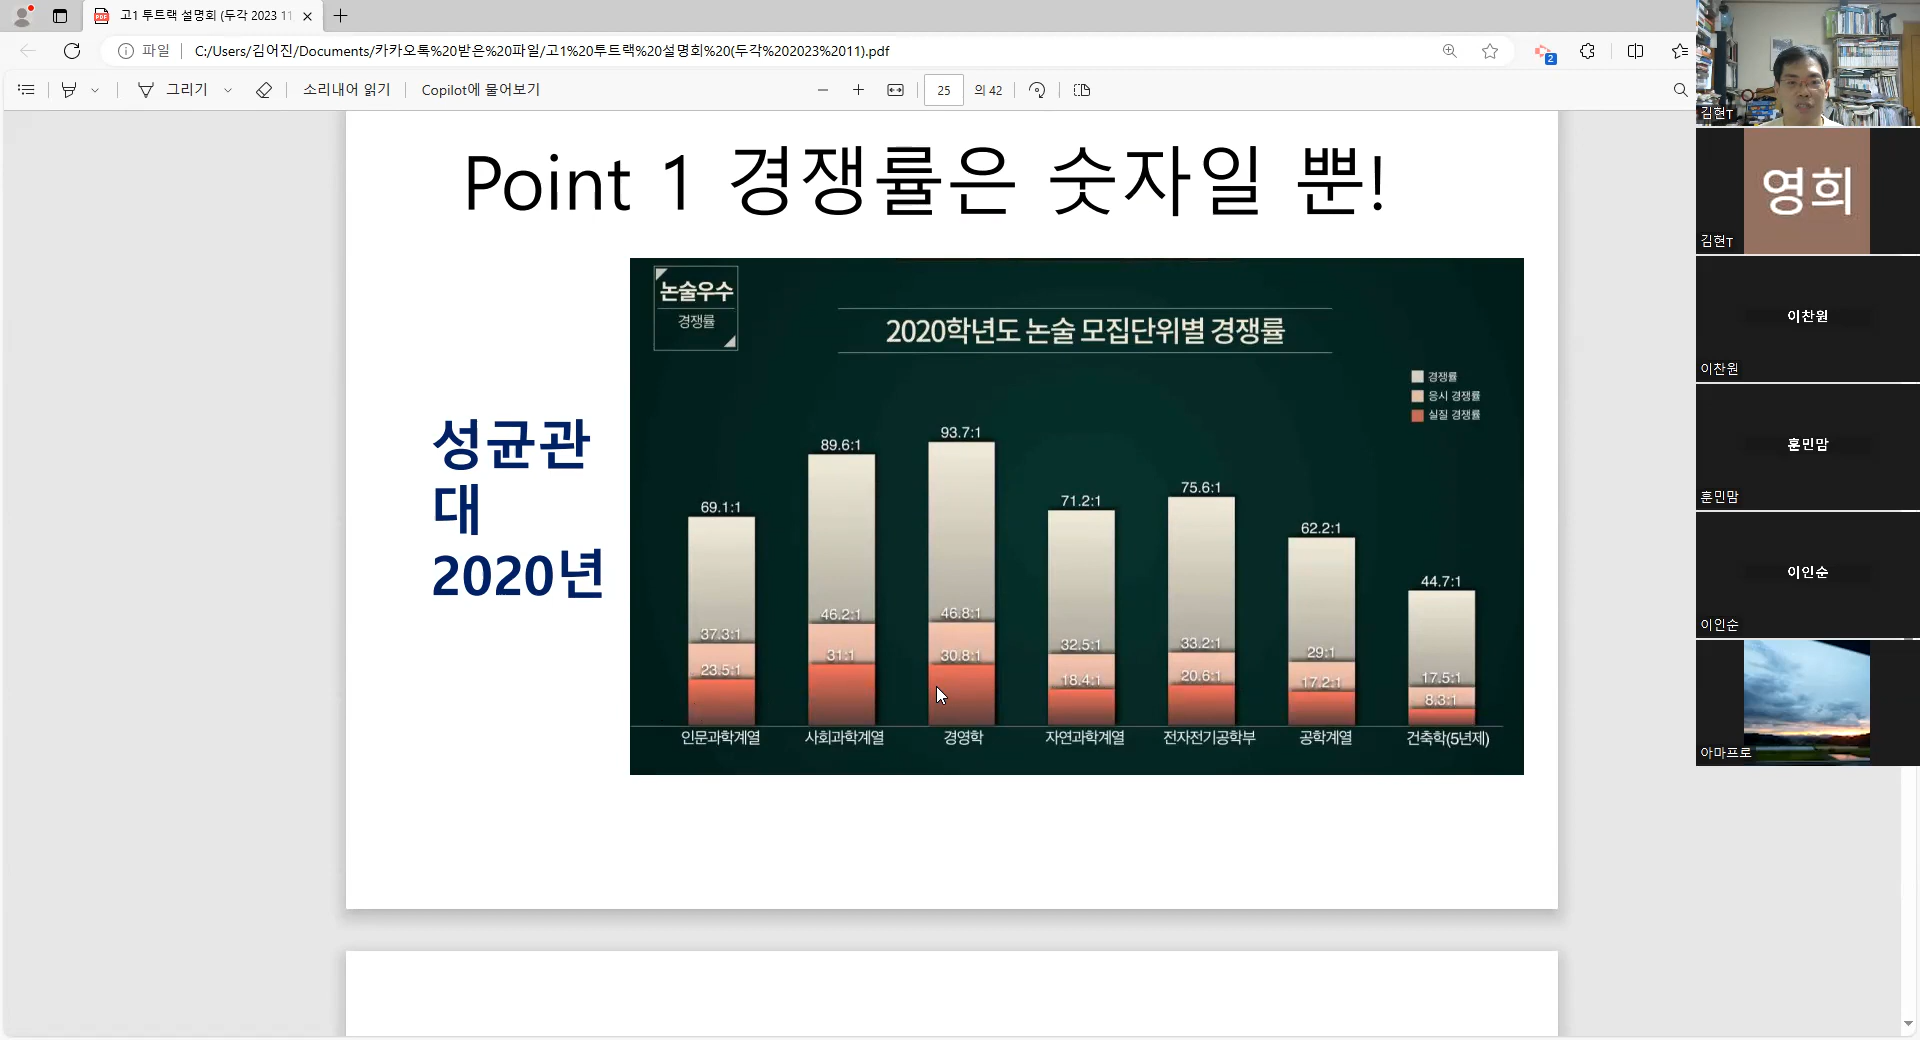 고1 투트랙 설명회 (두각 2023 11
파일
C:/Users/김어진/Documents/카카오톡%20받은%20파일/고1%20투트랙%20설명회%20(두각%202023%2011).pdf
2
그리기
소리내어 읽기
Copilot에 물어보기
25
의 42
Point 1 경쟁률은 숫자일 뿐!
성균관
대
2020년
논술우수
경쟁률
2020학년도 논술 모집단위별 경쟁률
경쟁률
응시 경쟁률
실질 경쟁률
69.1:1
37.3:1
23.5:1
인문과학계열
89.6:1
46.2:1
31:1
사회과학계열
93.7:1
46.8:1
30.8:1
경영학
71.2:1
32.5:1
18.4:1
자연과학계열
75.6:1
33.2:1
20.6:1
전자전기공학부
62.2:1
29:1
17.2:1
공학계열
44.7:1
17.5:1
8.3:1
건축학(5년제)
김현T
영희
김현T
이찬원
이찬원
훈민맘
훈민맘
이인순
이인순
아마프로